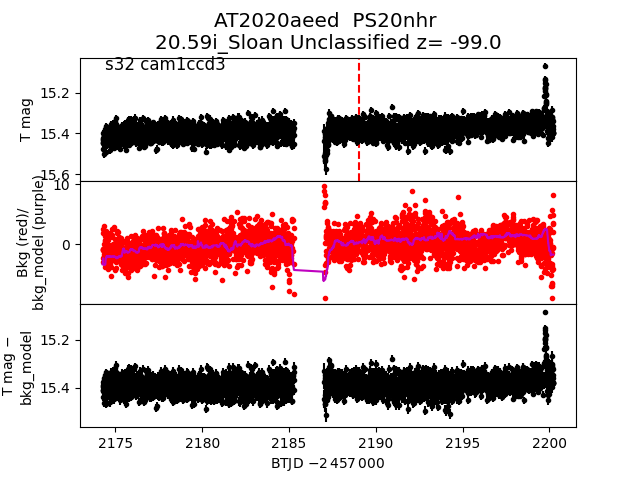 AT2020aeed  PS20nhr
20.59i_Sloan Unclassified z= -99.0
s32 cam1ccd3
T mag
15.2
15.4
15.6
Bkg (red)/
bkg_model (purple)
10
0
T mag −
bkg_model
15.2
15.4
2175 2180 2185 2190 2195 2200
BTJD −2 457 000